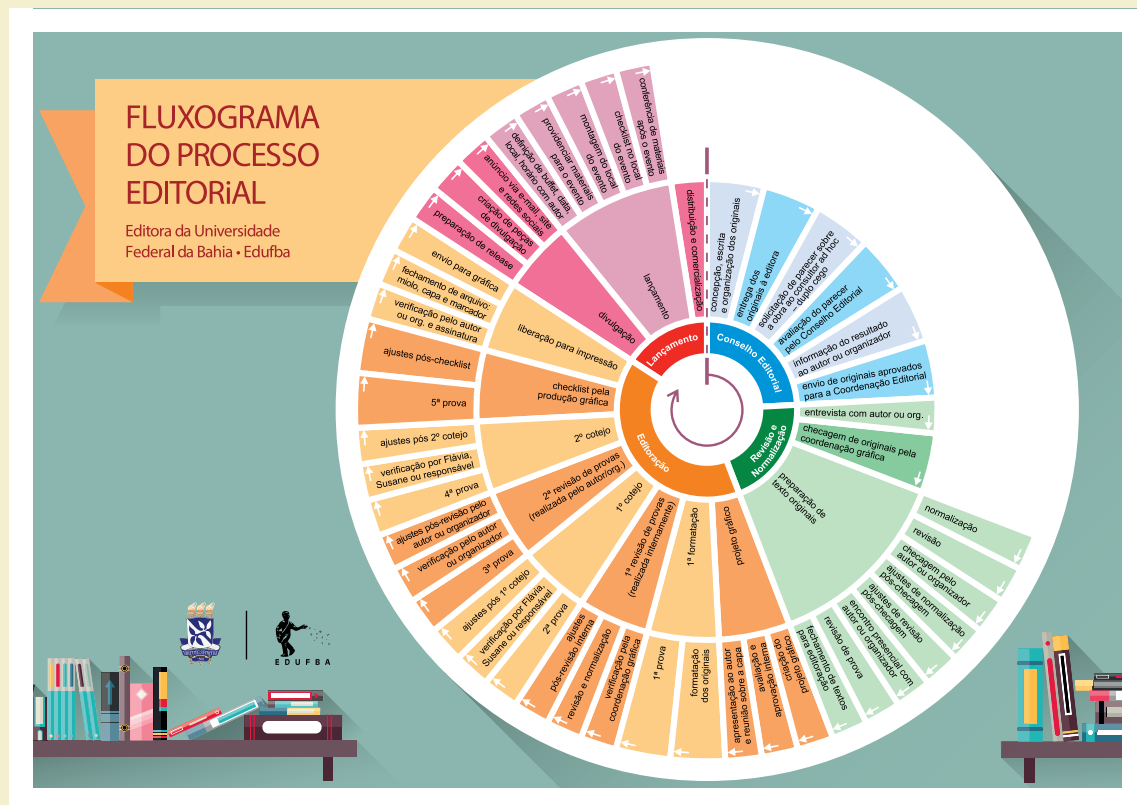 FLUXOGRAMA
DO PROCESSO
EDITORiAL
Editora da Universidade
Federal da Bahia • Edufba
Conselho Editorial
concepção, escrita
e organização dos originais
entrega dos
originais à editora
solicitação de parecer sobre
a obra ao consultor ad hoc
– duplo cego
avaliação do parecer
pelo Conselho Editorial
informação do resultado
ao autor ou organizador
envio de originais aprovados
para a Coordenação Editorial
Revisão e
Normalização
entrevista com autor ou org.
checagem de originais pela
coordenação gráfica
preparação de
texto originais
normalização
revisão
checagem pelo
autor ou organizador
ajustes de normalização
pós-checagem
ajustes de revisão
pós-checagem
encontro presencial com
autor ou organizador
revisão de prova
fechamento de textos
para editoração
Editoração
projeto gráfico
criação do
projeto gráfico
avaliação e
aprovação interna
apresentação ao autor
e reunião sobre a capa
1ª formatação
formatação
dos originais
1ª prova
1ª revisão de provas
(realizada internamente)
verificação pela
coordenação gráfica
revisão e normalização
ajustes
pós-revisão interna
1º cotejo
2ª prova
verificação por Flávia,
Susane ou responsável
ajustes pós 1º cotejo
2ª revisão de provas
(realizada pelo autor/org.)
3ª prova
verificação pelo autor
ou organizador
ajustes pós-revisão pelo
autor ou organizador
2º cotejo
4ª prova
verificação por Flávia,
Susane ou responsável
ajustes pós 2º cotejo
checklist pela
produção gráfica
5ª prova
ajustes pós-checklist
liberação para impressão
verificação pelo autor
ou org. e assinatura
fechamento de arquivo:
miolo, capa e marcador
envio para gráfica
Lançamento
divulgação
preparação de release
criação de peças
de divulgação
anúncio via e-mail, site
e redes sociais
lançamento
definição de buffet, data,
local, horário com autor
providenciar materiais
para o evento
montagem do local
do evento
checklist no local
do evento
conferência de materiais
após o evento
distribuição e comercialização
EDUFBA